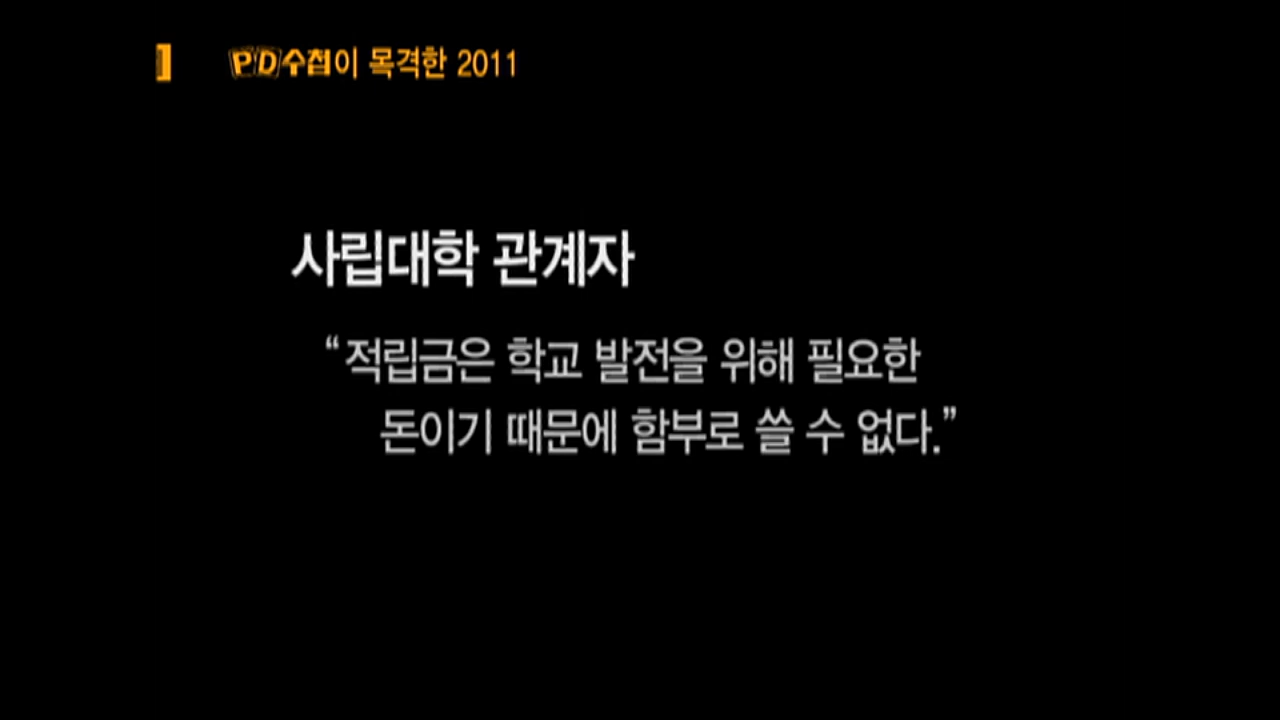 PD수첩이 목격한 2011
사립대학 관계자
“적립금은 학교 발전을 위해 필요한
돈이기 때문에 함부로 쓸 수 없다.”